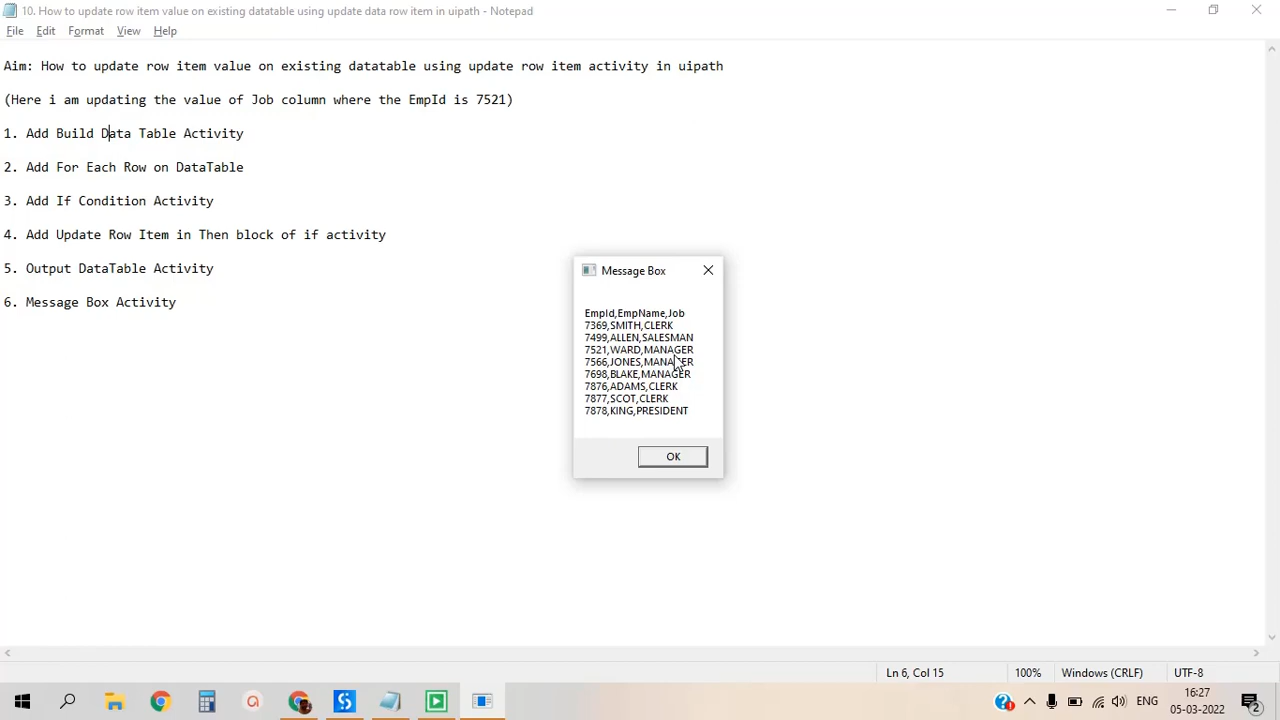 10. How to update row item value on existing datatable using update data row item in uipath - Notepad
File Edit Format View Help
Aim: How to update row item value on existing datatable using update row item activity in uipath
(Here i am updating the value of Job column where the EmpId is 7521)
1. Add Build Data Table Activity
2. Add For Each Row on DataTable
3. Add If Condition Activity
4. Add Update Row Item in Then block of if activity
5. Output DataTable Activity
6. Message Box Activity
Message Box
EmpId,EmpName,Job
7369,SMITH,CLERK
7499,ALLEN,SALESMAN
7521,WARD,MANAGER
7566,JONES,MANAGER
7698,BLAKE,MANAGER
7876,ADAMS,CLERK
7877,SCOT,CLERK
7878,KING,PRESIDENT
OK
Ln 6, Col 15 100% Windows (CRLF) UTF-8
ENG 6:27
05-03-2022 2